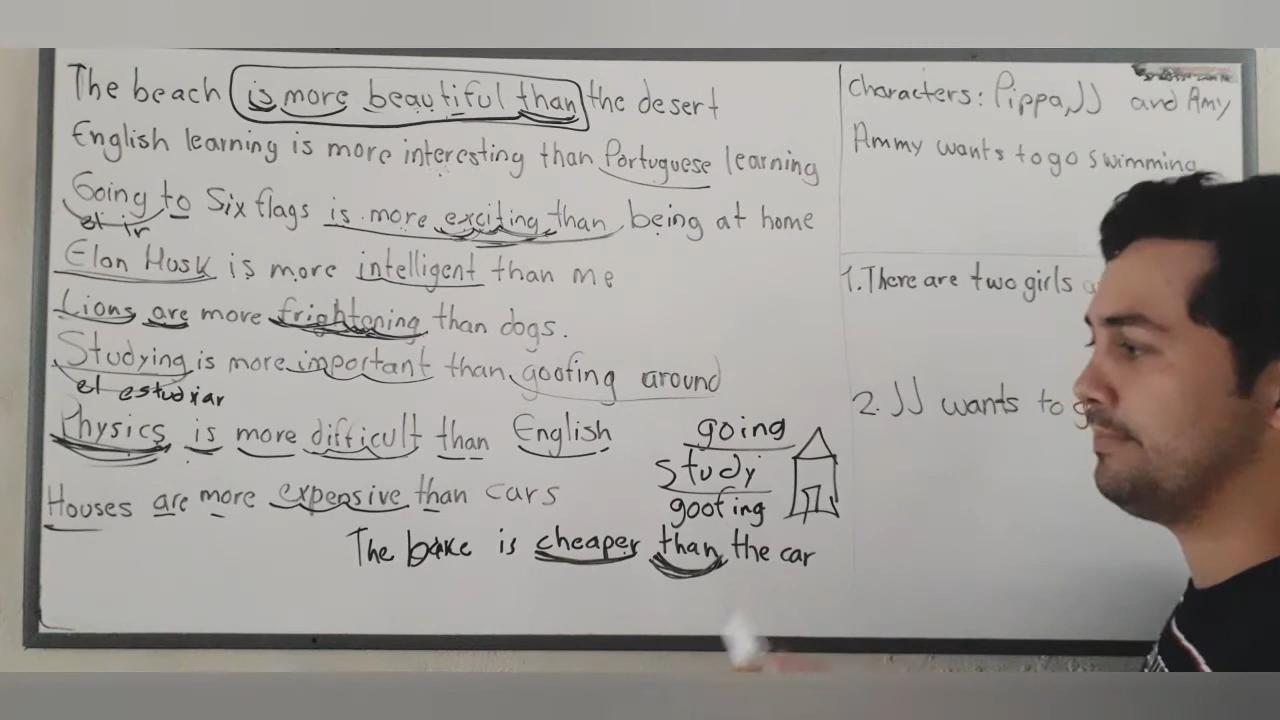 The beach is more beautiful than the desert
English learning is more interesting than Portuguese learning
Going to Six flags is more exciting than being at home
el ir
Elon Musk is more intelligent than me
Lions are more frightening than dogs.
Studying is more important than goofing around
el estudiar
Physics is more difficult than English
Houses are more expensive than cars
going
study
goofing
The is cheaper than the car
Characters: Pippa, JJ and Amy
Ammy wants to go swimming
1. There are two girls
2. JJ wants to